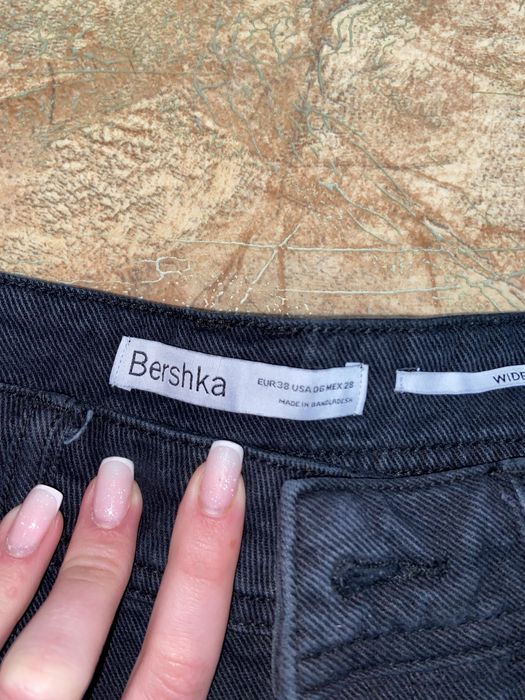 Bershka
EUR 38 USA 06 MEX 28
MADE IN BANGLADESH
WIDE